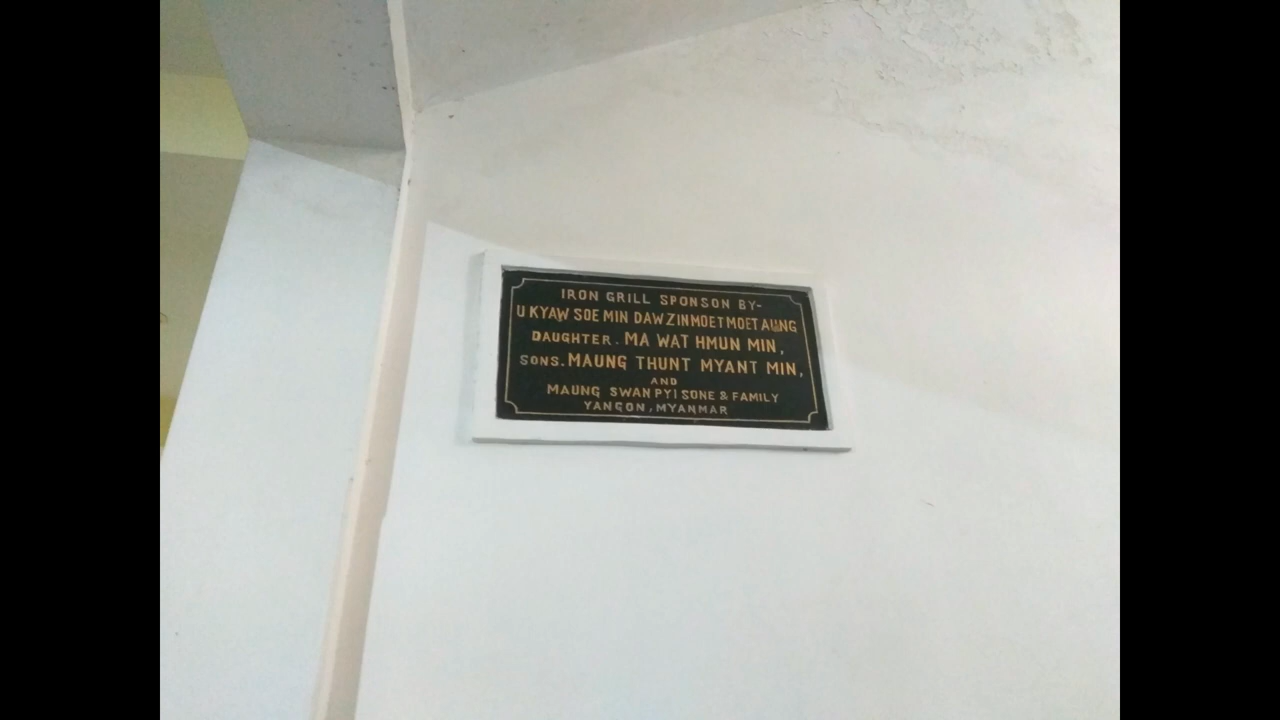 IRON GRILL SPONSON BY-
U KYAW SOE MIN DAW ZIN MOET MOET AUNG
DAUGHTER. MA WAT HMUN MIN,
SONS. MAUNG THUNT MYANT MIN,
AND
MAUNG SWAN PYI SONE & FAMILY
YANGON, MYANMAR